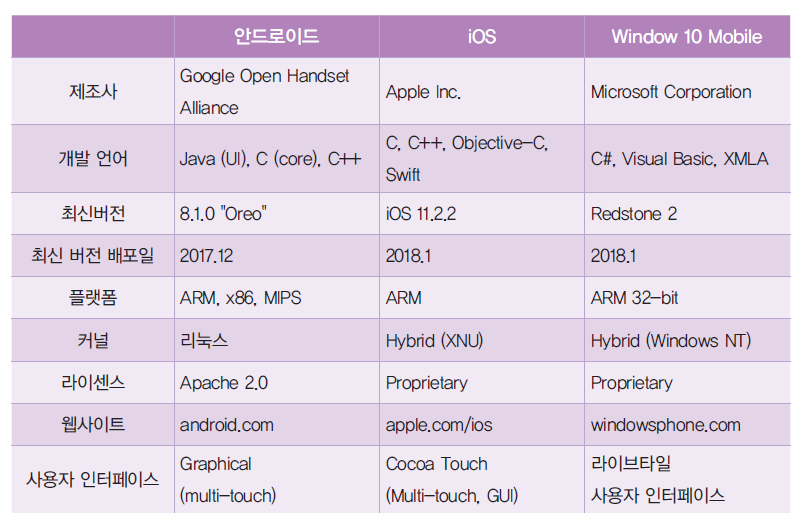 안드로이드 iOS Window 10 Mobile
제조사 Google Open Handset Alliance Apple Inc. Microsoft Corporation
개발 언어 Java (UI), C (core), C++ C, C++, Objective-C, Swift C#, Visual Basic, XMLA
최신버전 8.1.0 "Oreo" iOS 11.2.2 Redstone 2
최신 버전 배포일 2017.12 2018.1 2018.1
플랫폼 ARM, x86, MIPS ARM ARM 32-bit
커널 리눅스 Hybrid (XNU) Hybrid (Windows NT)
라이센스 Apache 2.0 Proprietary Proprietary
웹사이트 android.com apple.com/ios windowsphone.com
사용자 인터페이스 Graphical (multi-touch) Cocoa Touch (Multi-touch, GUI) 라이브타일 사용자 인터페이스